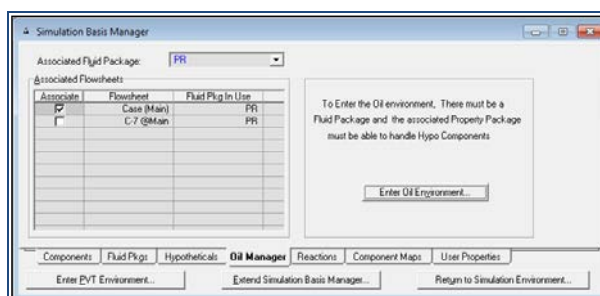 Simulation Basis Manager
Associated Fluid Package: PR
Associated Flowsheets
Associate Flowsheet Fluid Pkg In Use
Case (Main) PR
C-7 @Main PR
To Enter the Oil environment, There must be a
Fluid Package and the associated Property Package
must be able to handle Hypo Components
Enter Oil Environment...
Components Fluid Pkgs Hypotheticals Oil Manager Reactions Component Maps User Properties
Enter PVT Environment... Extend Simulation Basis Manager... Return to Simulation Environment...